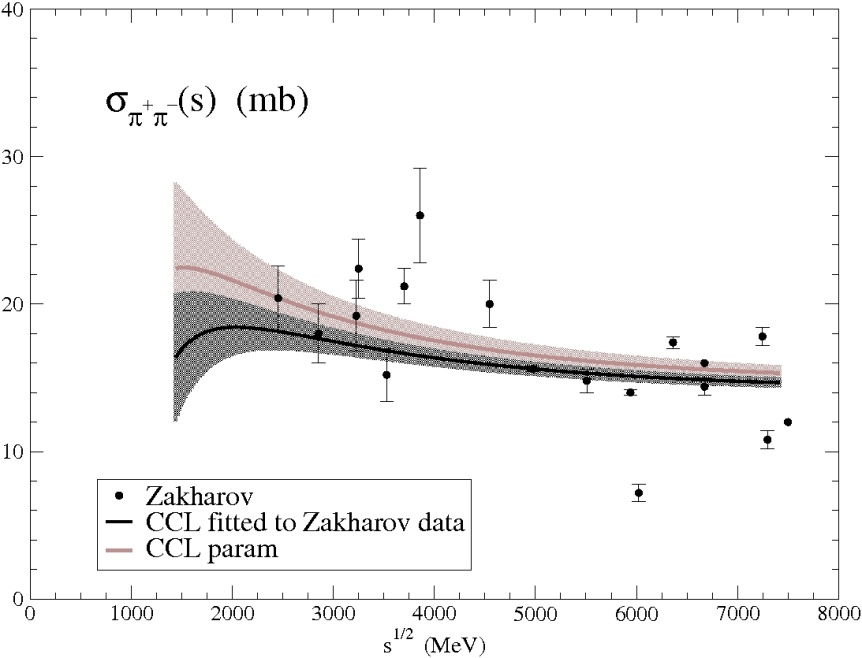 40
30
20
10
0
σπ⁺π⁻(s) (mb)
Zakharov
CCL fitted to Zakharov data
CCL param
0 1000 2000 3000 4000 5000 6000 7000 8000
s^1/2 (MeV)